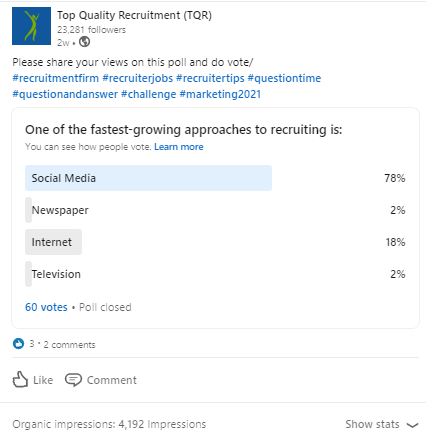 Top Quality Recruitment (TQR)
23,281 followers
2w •
Please share your views on this poll and do vote/
#recruitmentfirm #recruiterjobs #recruitertips #questiontime
#questionandanswer #challenge #marketing2021
One of the fastest-growing approaches to recruiting is:
You can see how people vote. Learn more
Social Media 78%
Newspaper 2%
Internet 18%
Television 2%
60 votes • Poll closed
3 • 2 comments
Like Comment
Organic impressions: 4,192 Impressions Show stats